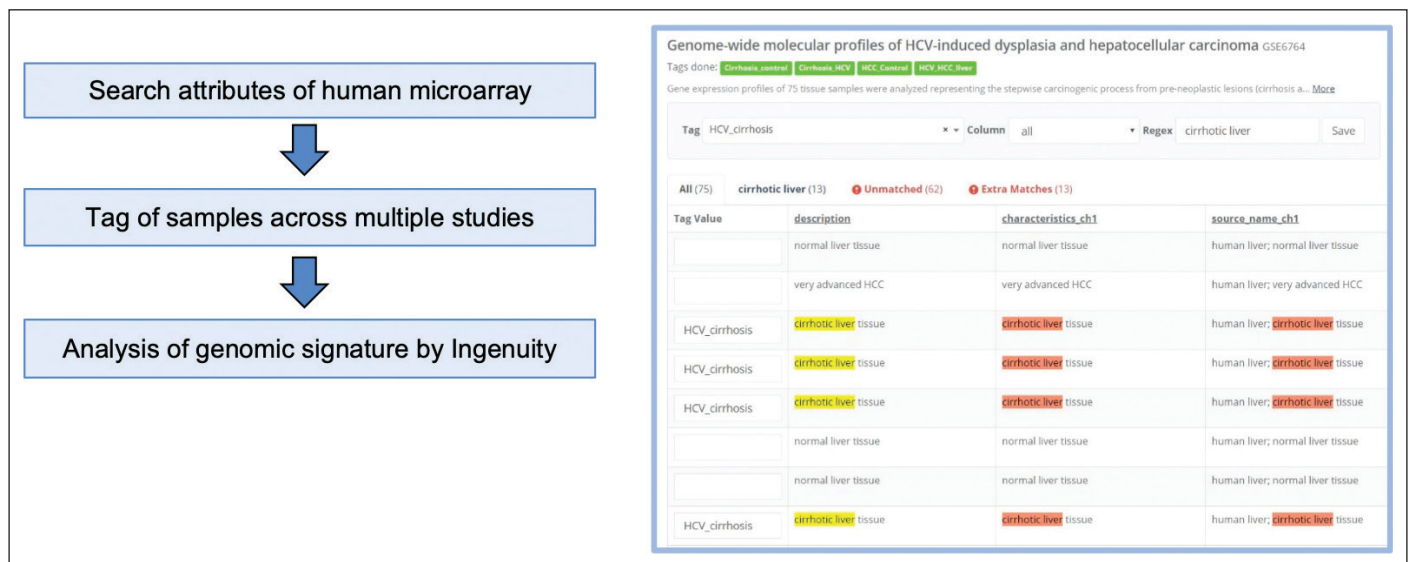 Search attributes of human microarray
Tag of samples across multiple studies
Analysis of genomic signature by Ingenuity
Genome-wide molecular profiles of HCV-induced dysplasia and hepatocellular carcinoma GSE6764
Tags done: Cirrhosis_control Cirrhosis_HCV HCC_Control HCV_HCC_liver
Gene expression profiles of 75 tissue samples were analyzed representing the stepwise carcinogenic process from pre-neoplastic lesions (cirrhosis a... More
Tag HCV_cirrhosis Column all Regex cirrhotic liver Save
All (75) cirrhotic liver (13) Unmatched (62) Extra Matches (13)
Tag Value description characteristics_ch1 source_name_ch1
normal liver tissue normal liver tissue human liver; normal liver tissue
very advanced HCC very advanced HCC human liver; very advanced HCC
HCV_cirrhosis cirrhotic liver tissue cirrhotic liver tissue human liver; cirrhotic liver tissue
HCV_cirrhosis cirrhotic liver tissue cirrhotic liver tissue human liver; cirrhotic liver tissue
HCV_cirrhosis cirrhotic liver tissue cirrhotic liver tissue human liver; cirrhotic liver tissue
normal liver tissue normal liver tissue human liver; normal liver tissue
normal liver tissue normal liver tissue human liver; normal liver tissue
HCV_cirrhosis cirrhotic liver tissue cirrhotic liver tissue human liver; cirrhotic liver tissue